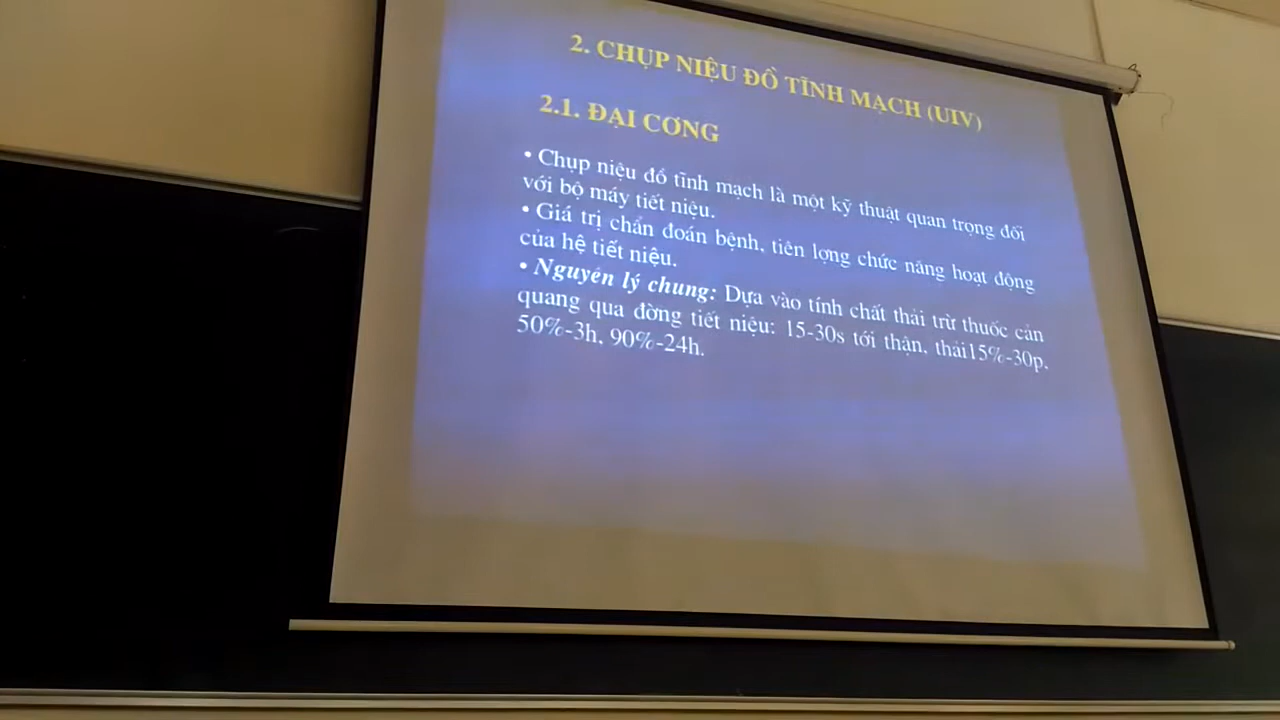 2. CHỤP NIỆU ĐỒ TĨNH MẠCH (UIV)
2.1. ĐẠI CƠNG
• Chụp niệu đồ tĩnh mạch là một kỹ thuật quan trọng đối
với bộ máy tiết niệu.
• Giá trị chẩn đoán bệnh, tiên lợng chức năng hoạt động
của hệ tiết niệu.
• Nguyên lý chung: Dựa vào tính chất thải trừ thuốc cản
quang qua đờng tiết niệu: 15-30s tới thận, thải15%-30p,
50%-3h, 90%-24h.